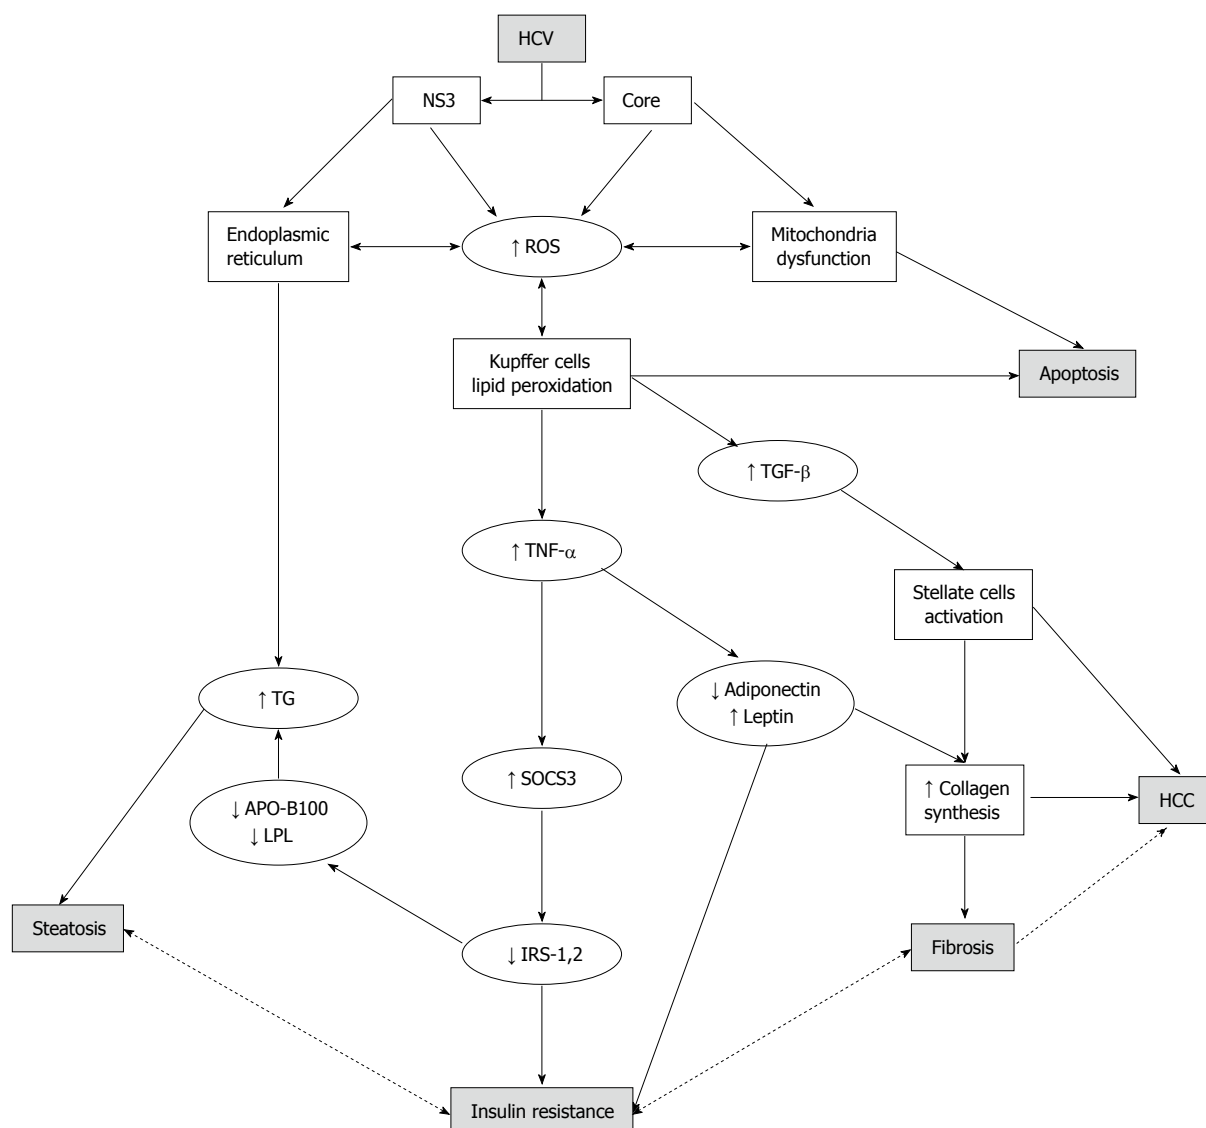 HCV
NS3
Core
Endoplasmic
reticulum
↑ ROS
Mitochondria
dysfunction
Kupffer cells
lipid peroxidation
Apoptosis
↑ TGF-β
↑ TNF-α
Stellate cells
activation
↑ TG
↓ Adiponectin
↑ Leptin
↑ SOCS3
↑ Collagen
synthesis
HCC
↓ APO-B100
↓ LPL
Steatosis
↓ IRS-1,2
Fibrosis
Insulin resistance